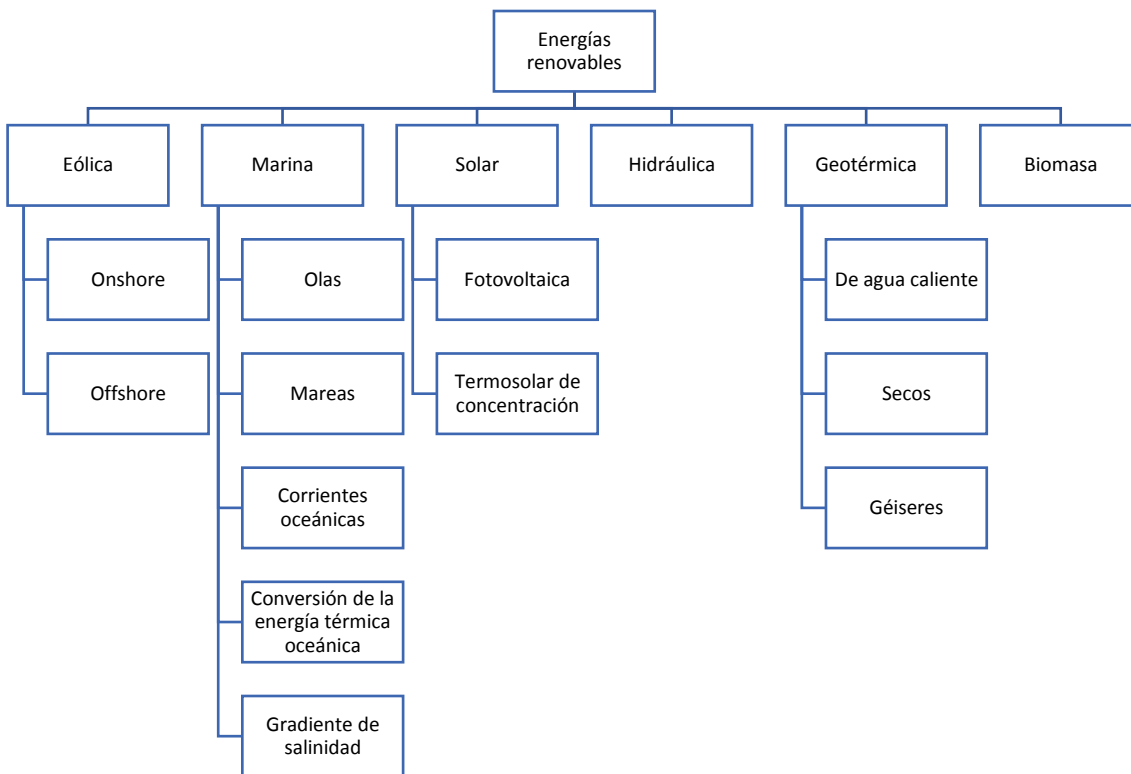 Energías
renovables
Eólica
Marina
Solar
Hidráulica
Geotérmica
Biomasa
Onshore
Olas
Fotovoltaica
De agua caliente
Offshore
Mareas
Termosolar de
concentración
Secos
Corrientes
oceánicas
Géiseres
Conversión de la
energía térmica
oceánica
Gradiente de
salinidad